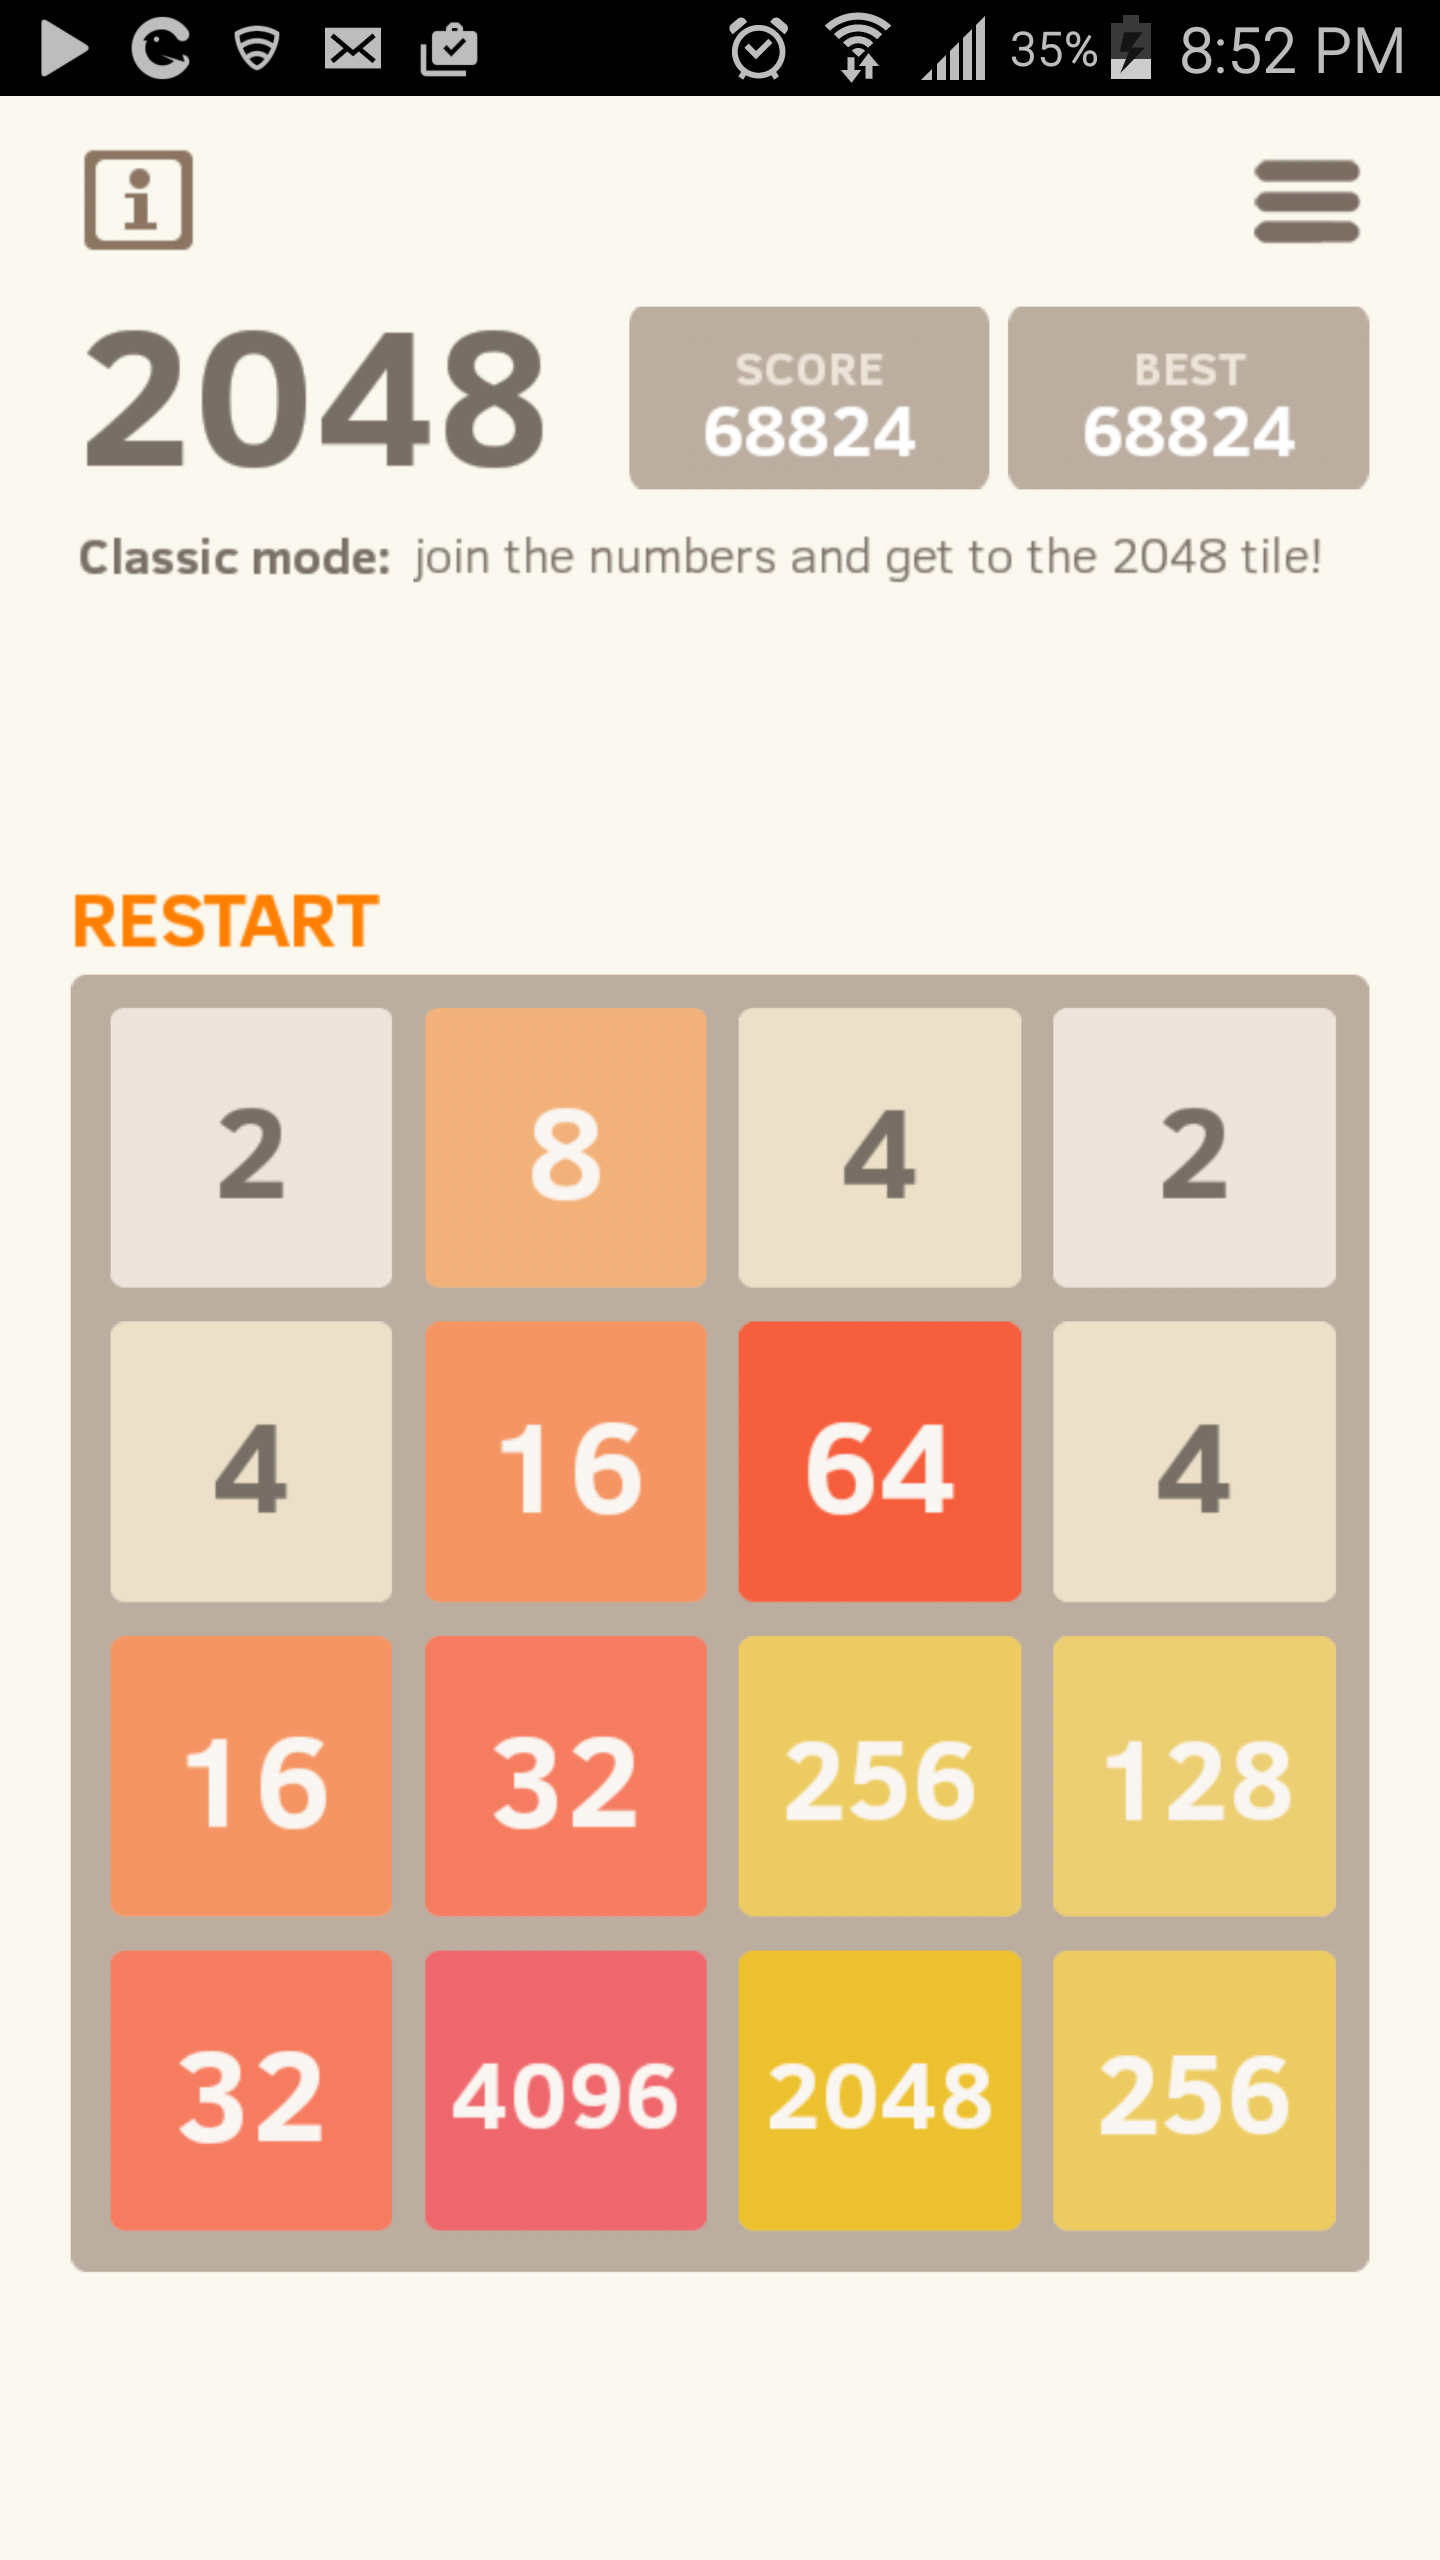 35% 8:52 PM
i
2048
SCORE
68824
BEST
68824
Classic mode: join the numbers and get to the 2048 tile!
RESTART
2 8 4 2
4 16 64 4
16 32 256 128
32 4096 2048 256